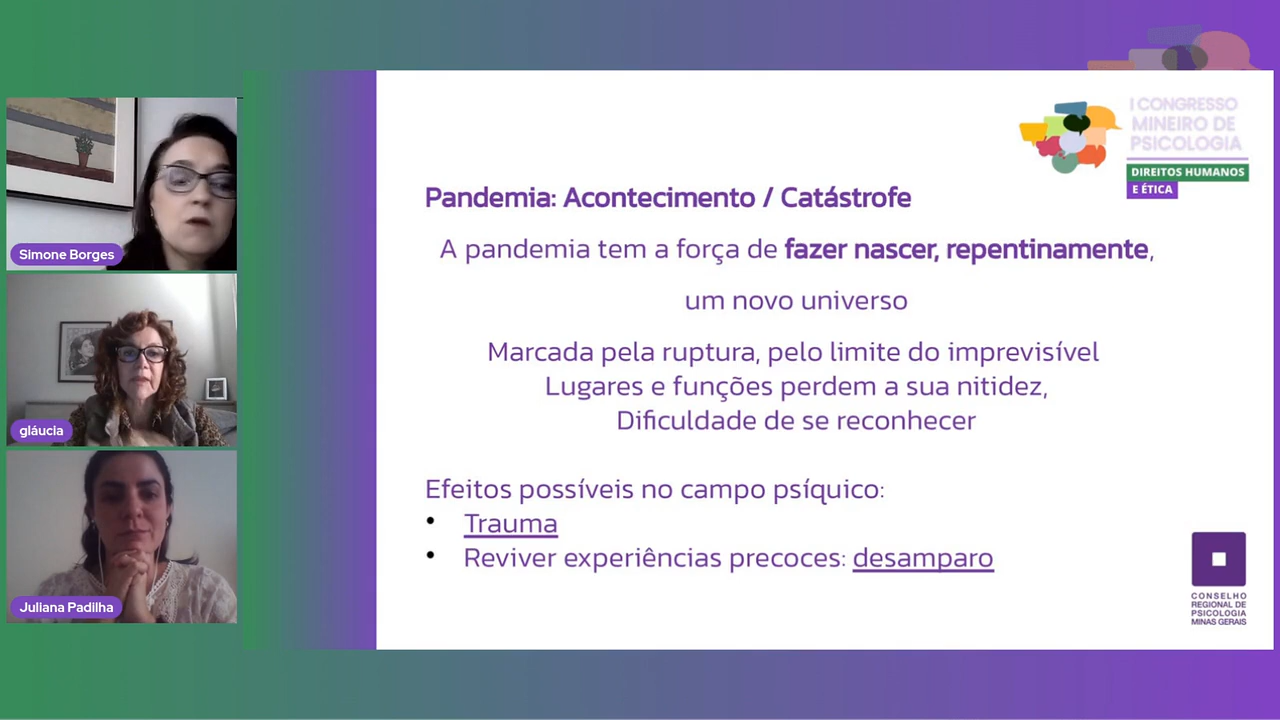 Simone Borges
gláucia
Juliana Padilha
I CONGRESSO
MINEIRO DE
PSICOLOGIA
DIREITOS HUMANOS
E ÉTICA
Pandemia: Acontecimento / Catástrofe
A pandemia tem a força de fazer nascer, repentinamente,
um novo universo
Marcada pela ruptura, pelo limite do imprevisível
Lugares e funções perdem a sua nitidez,
Dificuldade de se reconhecer
Efeitos possíveis no campo psíquico:
• Trauma
• Reviver experiências precoces: desamparo
CONSELHO
REGIONAL DE
PSICOLOGIA
MINAS GERAIS